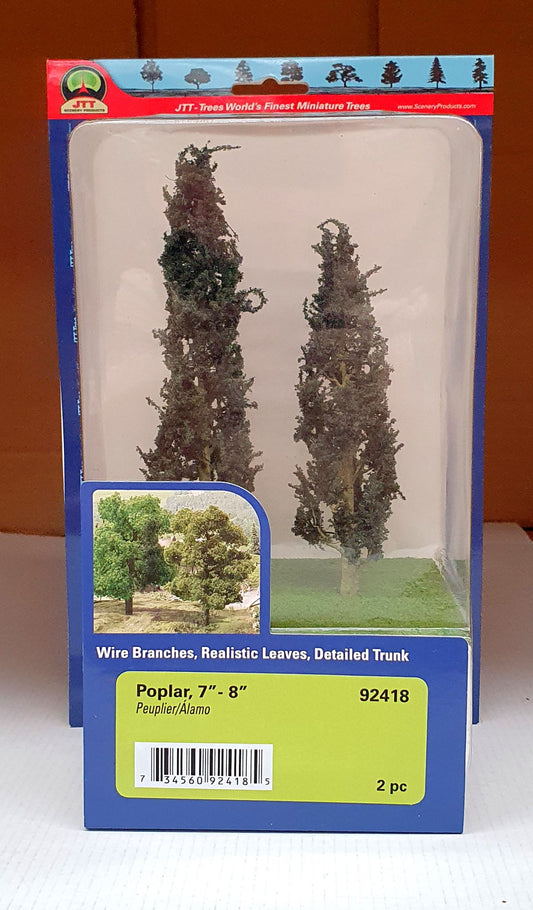 JTT
SCENERY PRODUCTS
JTT - Trees World's Finest Miniature Trees
www.SceneryProducts.com
Wire Branches, Realistic Leaves, Detailed Trunk
Poplar, 7"- 8" 92418
Peuplier/Álamo
7 34560 92418 5
2 pc